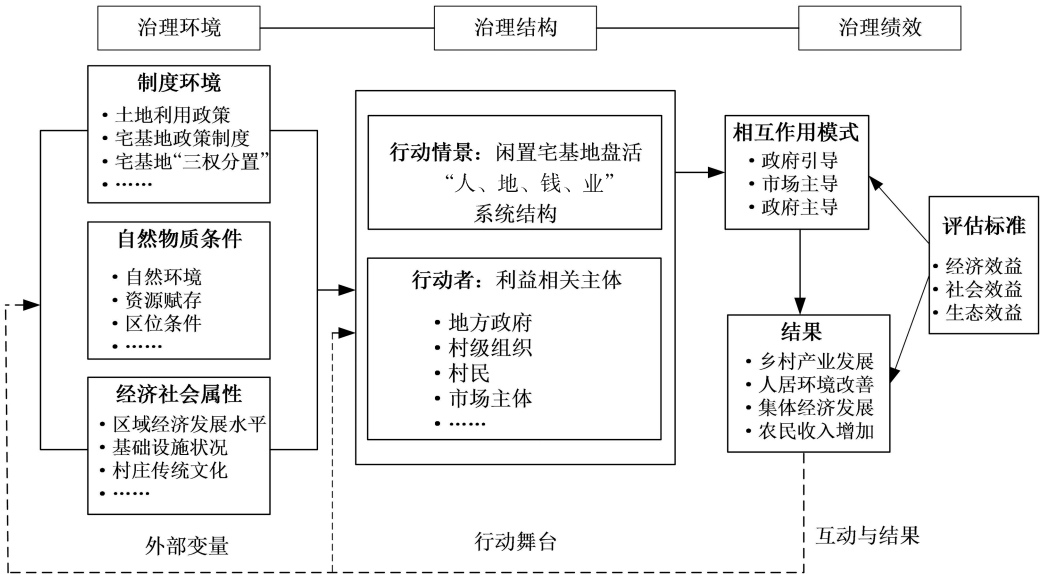 治理环境
治理结构
治理绩效
制度环境
• 土地利用政策
• 宅基地政策制度
• 宅基地“三权分置”
• ……
自然物质条件
• 自然环境
• 资源赋存
• 区位条件
• ……
经济社会属性
• 区域经济发展水平
• 基础设施状况
• 村庄传统文化
• ……
外部变量
行动情景：闲置宅基地盘活
“人、地、钱、业”
系统结构
行动者：利益相关主体
• 地方政府
• 村级组织
• 村民
• 市场主体
• ……
行动舞台
相互作用模式
• 政府引导
• 市场主导
• 政府主导
结果
• 乡村产业发展
• 人居环境改善
• 集体经济发展
• 农民收入增加
互动与结果
评估标准
• 经济效益
• 社会效益
• 生态效益